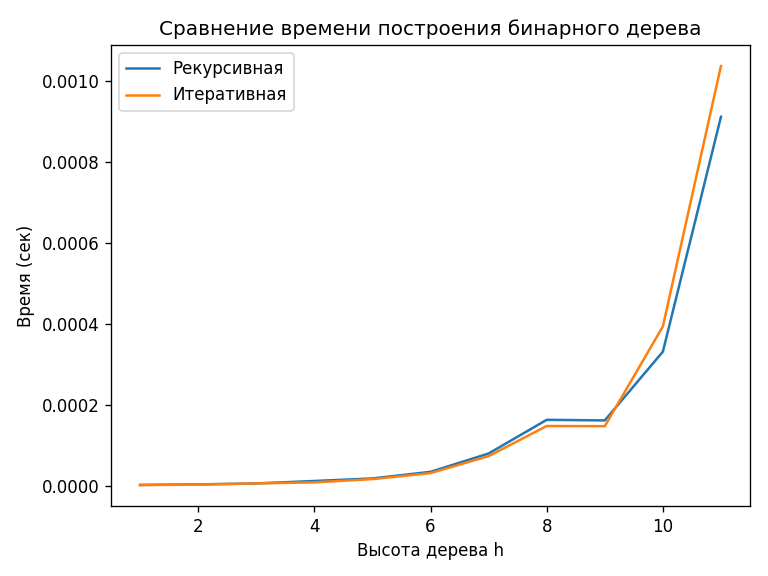 Сравнение времени построения бинарного дерева
Рекурсивная
Итеративная
0.0010
0.0008
0.0006
0.0004
0.0002
0.0000
Время (сек)
2 4 6 8 10
Высота дерева h